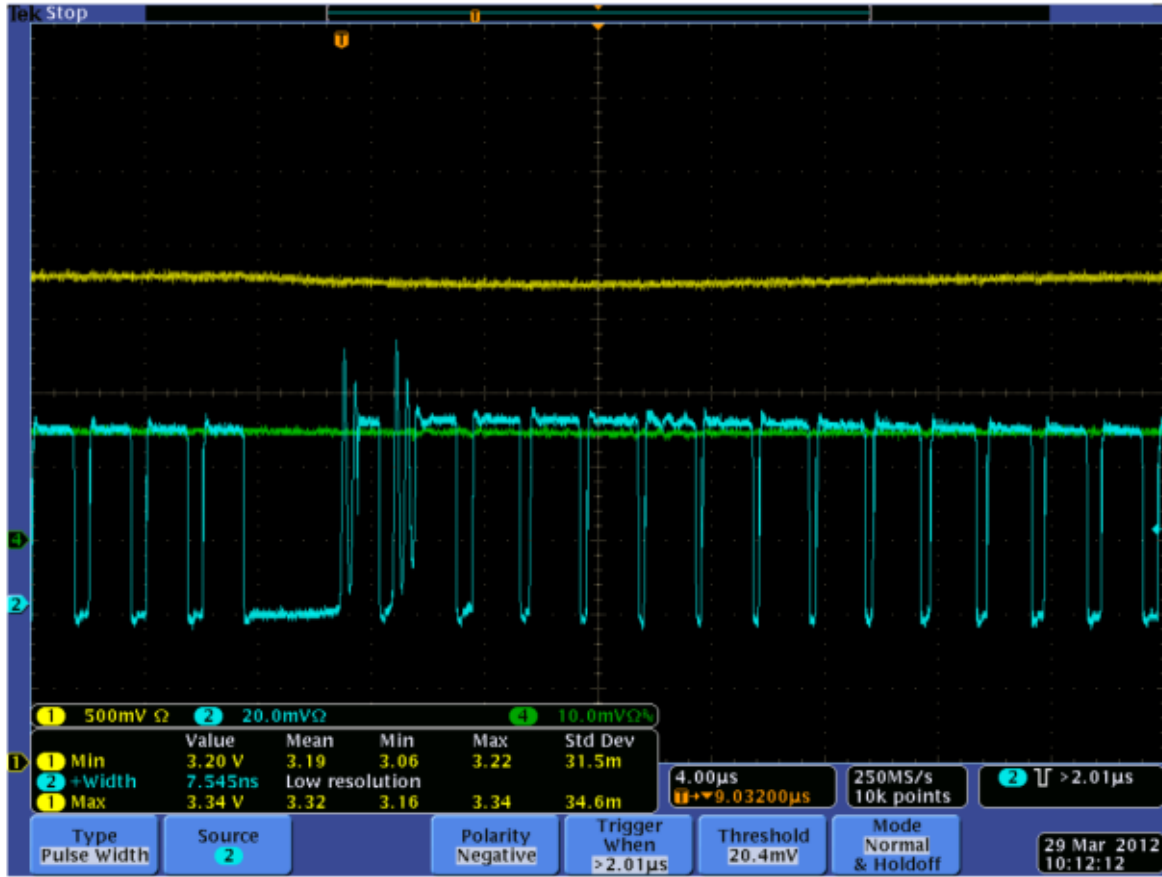 Tek Stop
T
T
4
2
1
1 500mV Ω 2 20.0mVΩ 4 10.0mVΩ
Value Mean Min Max Std Dev
1 Min 3.20 V 3.19 3.06 3.22 31.5m
2 +Width 7.545ns Low resolution
1 Max 3.34 V 3.32 3.16 3.34 34.6m
4.00µs
T→▼9.03200µs
250MS/s
10k points
2 >2.01µs
Type
Pulse Width
Source
2
Polarity
Negative
Trigger
When
>2.01µs
Threshold
20.4mV
Mode
Normal
& Holdoff
29 Mar 2012
10:12:12